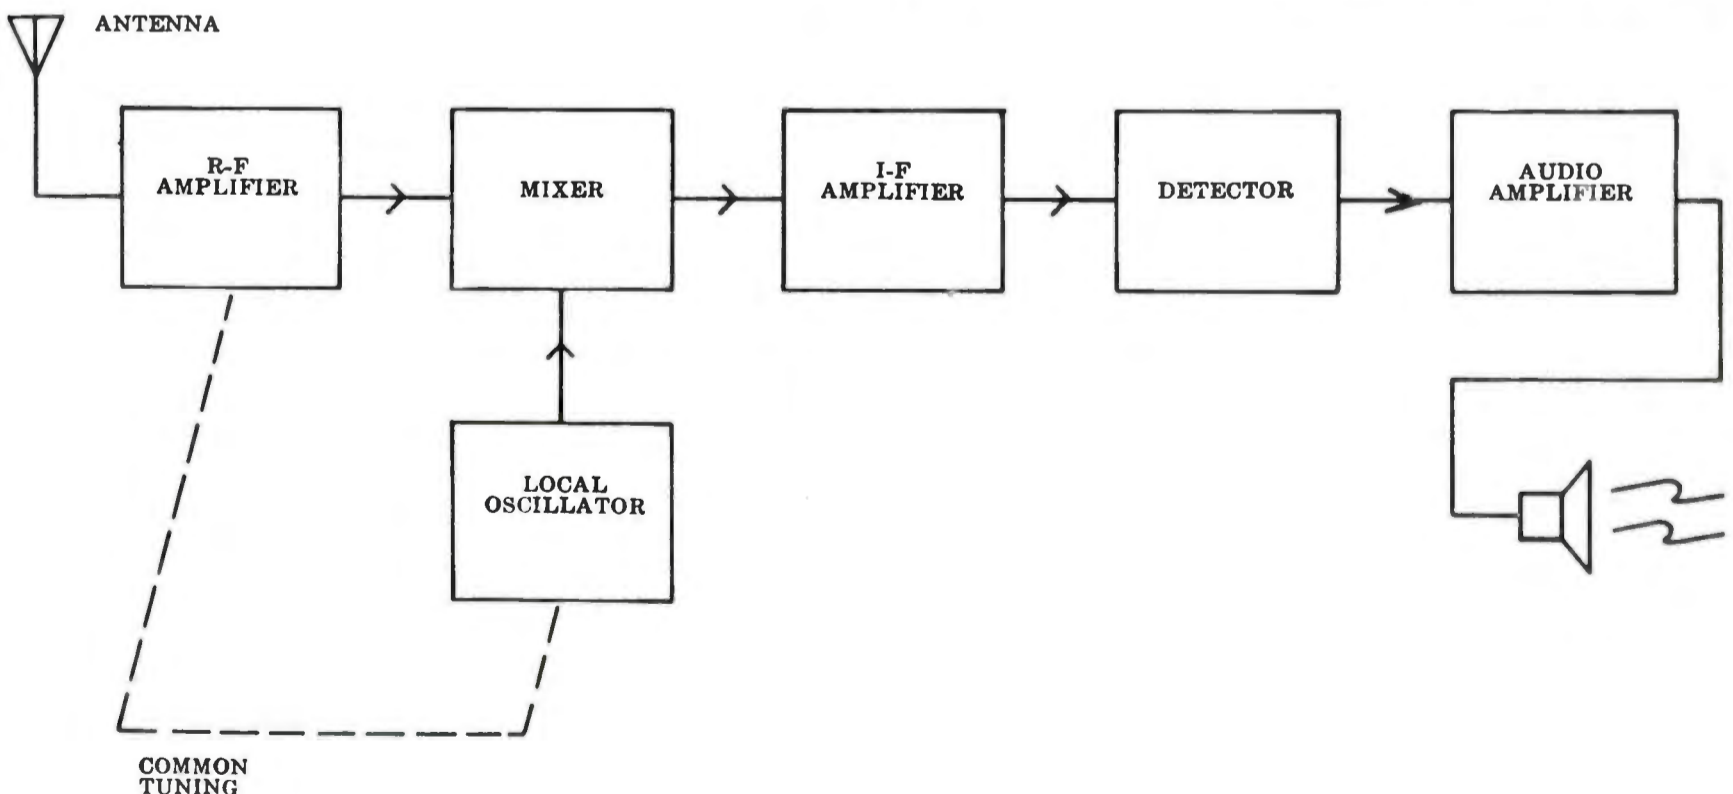 ANTENNA
R-F
AMPLIFIER
MIXER
I-F
AMPLIFIER
DETECTOR
AUDIO
AMPLIFIER
LOCAL
OSCILLATOR
COMMON
TUNING